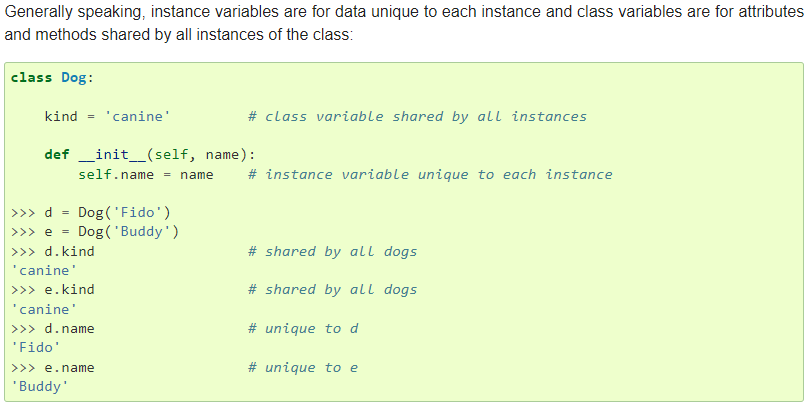 Generally speaking, instance variables are for data unique to each instance and class variables are for attributes
and methods shared by all instances of the class:
class Dog:
    kind = 'canine'         # class variable shared by all instances
    def __init__(self, name):
        self.name = name    # instance variable unique to each instance
>>> d = Dog('Fido')
>>> e = Dog('Buddy')
>>> d.kind                  # shared by all dogs
'canine'
>>> e.kind                  # shared by all dogs
'canine'
>>> d.name                  # unique to d
'Fido'
>>> e.name                  # unique to e
'Buddy'